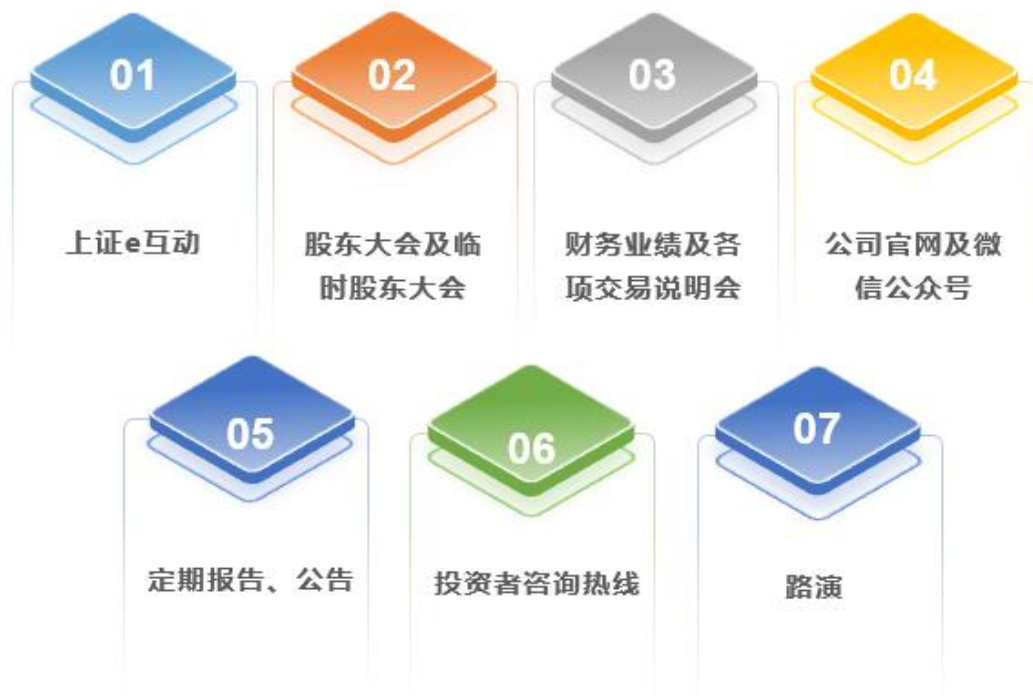 01
02
03
04
上证e互动
股东大会及临
时股东大会
财务业绩及各
项交易说明会
公司官网及微
信公众号
05
06
07
定期报告、公告
投资者咨询热线
路演